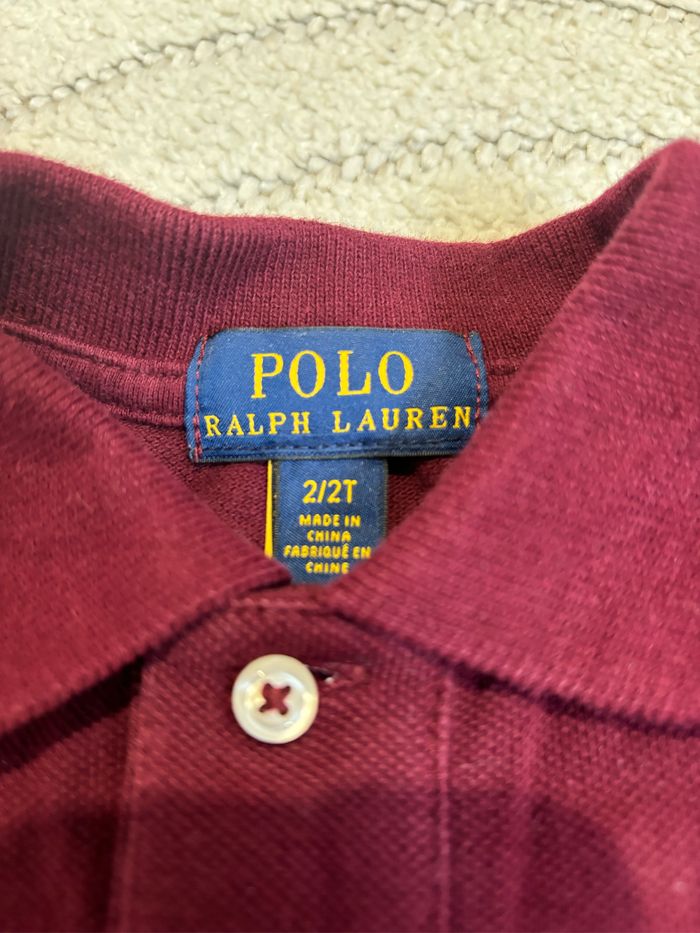 POLO
RALPH LAUREN
2/2T
MADE IN
CHINA
FABRIQUÉ EN
CHINE